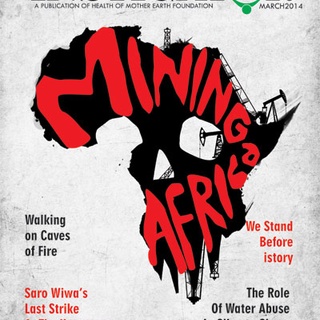 A PUBLICATION OF HEALTH OF MOTHER EARTH FOUNDATION
MARCH2014
MINING
AFRICA
Walking
on Caves
of Fire
We Stand
Before
istory
Saro Wiwa's
Last Strike
The Role
Of Water Abuse